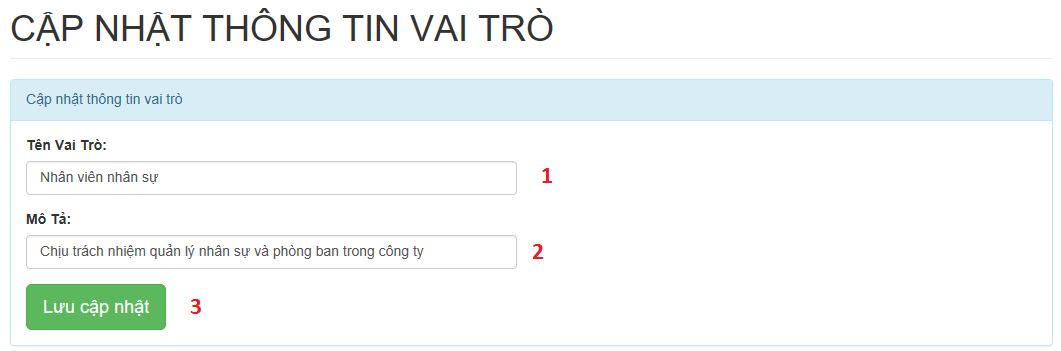 CẬP NHẬT THÔNG TIN VAI TRÒ
Cập nhật thông tin vai trò
Tên Vai Trò:
Nhân viên nhân sự 1
Mô Tả:
Chịu trách nhiệm quản lý nhân sự và phòng ban trong công ty 2
Lưu cập nhật 3